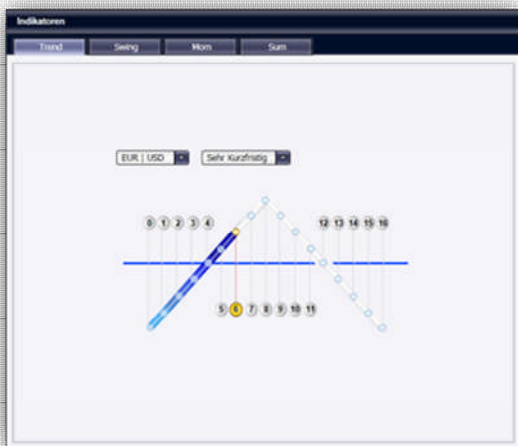 Indikatoren
Trend Swing Mom Sum
EUR | USD Sehr Kurzfristig
0 1 2 3 4 12 13 14 15 16
5 6 7 8 9 10 11